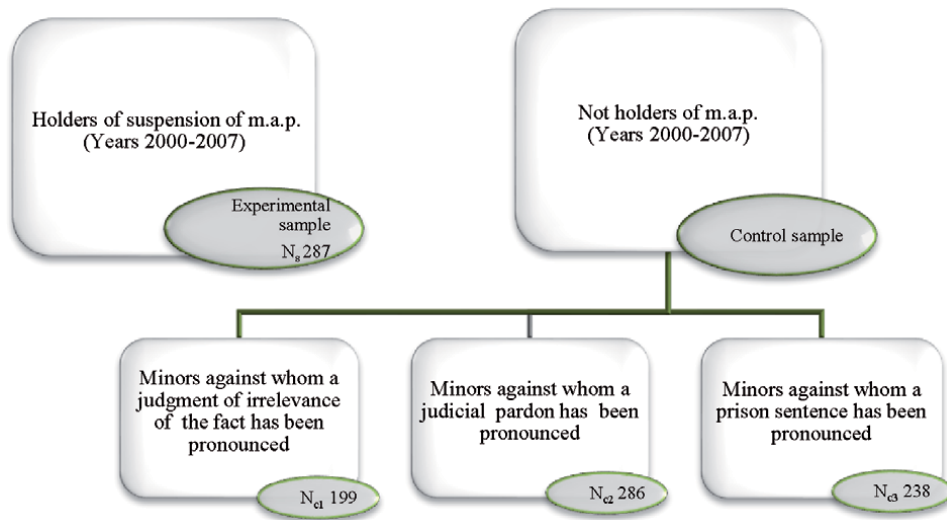 Holders of suspension of m.a.p.
(Years 2000-2007)
Experimental
sample
Ns 287
Not holders of m.a.p.
(Years 2000-2007)
Control sample
Minors against whom a
judgment of irrelevance
of the fact has been
pronounced
Nc1 199
Minors against whom a
judicial pardon has been
pronounced
Nc2 286
Minors against whom a
prison sentence has been
pronounced
Nc3 238